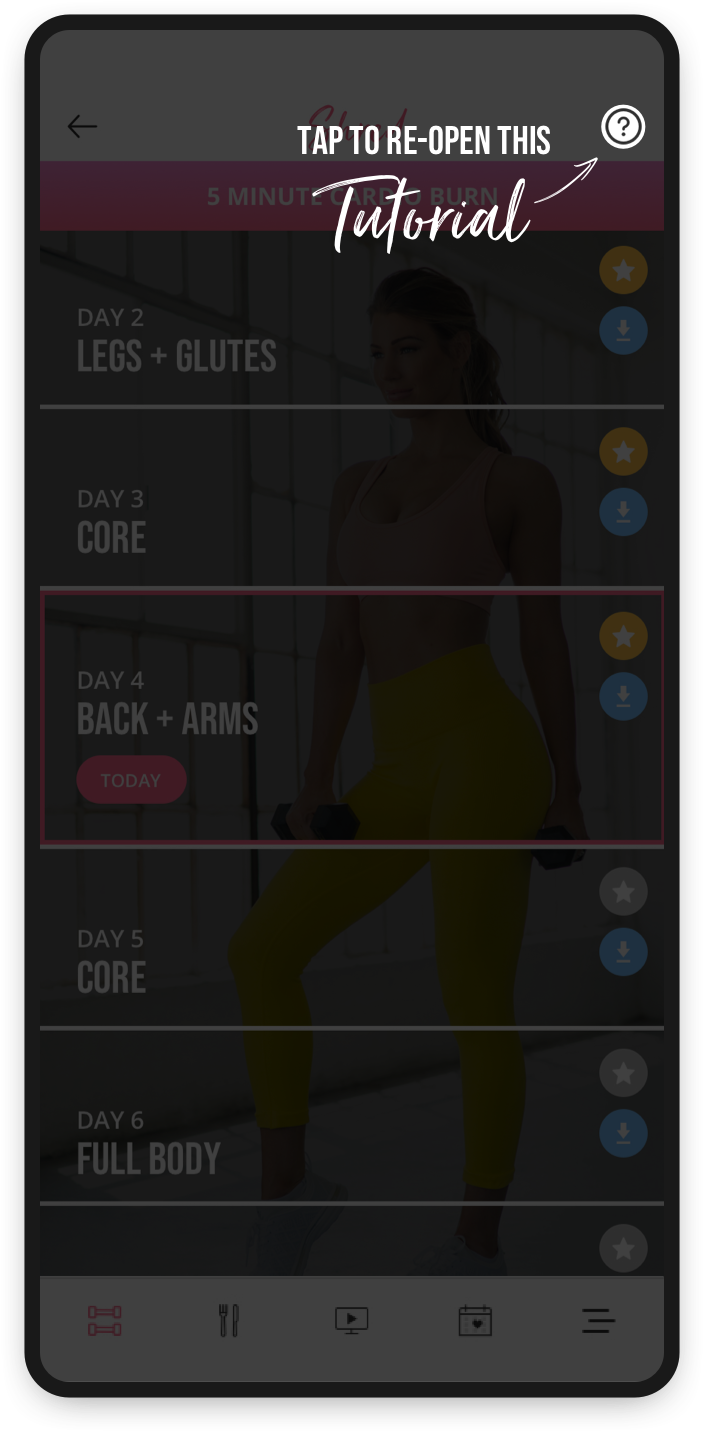 TAP TO RE-OPEN THIS
Tutorial
5 MINUTE CARDIO BURN
DAY 2
LEGS + GLUTES
DAY 3
CORE
DAY 4
BACK + ARMS
TODAY
DAY 5
CORE
DAY 6
FULL BODY